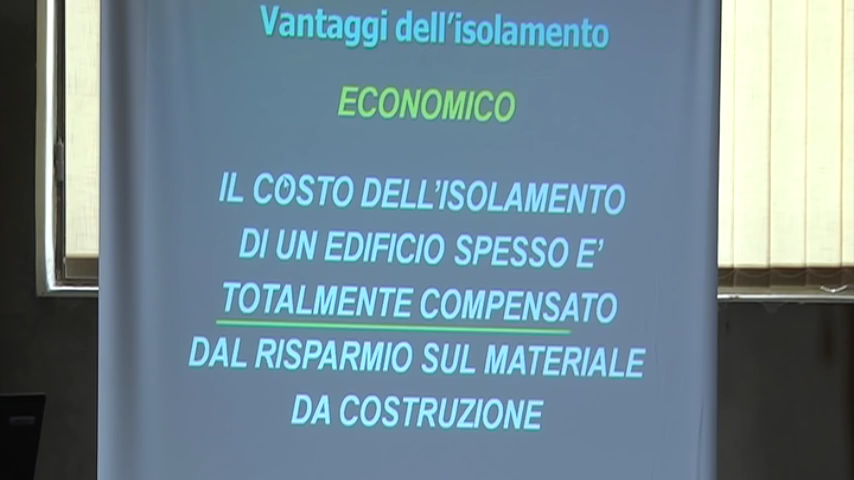 Vantaggi dell'isolamento
ECONOMICO
IL COSTO DELL'ISOLAMENTO
DI UN EDIFICIO SPESSO E'
TOTALMENTE COMPENSATO
DAL RISPARMIO SUL MATERIALE
DA COSTRUZIONE